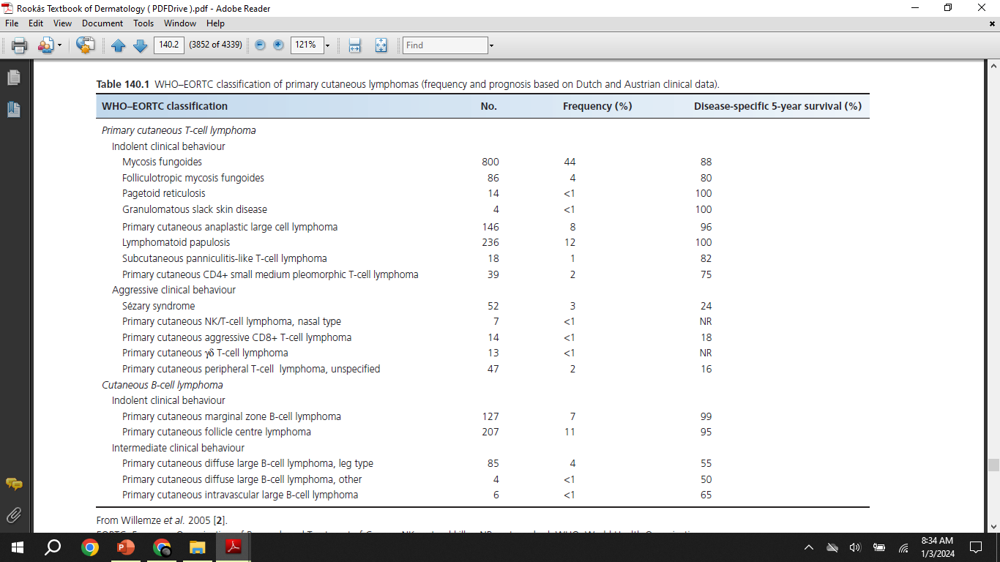 Rookâs Textbook of Dermatology ( PDFDrive ).pdf - Adobe Reader
File Edit View Document Tools Window Help
140.2 (3852 of 4339) 121% Find
Table 140.1 WHO–EORTC classification of primary cutaneous lymphomas (frequency and prognosis based on Dutch and Austrian clinical data).
WHO–EORTC classification No. Frequency (%) Disease-specific 5-year survival (%)
Primary cutaneous T-cell lymphoma
Indolent clinical behaviour
Mycosis fungoides 800 44 88
Folliculotropic mycosis fungoides 86 4 80
Pagetoid reticulosis 14 <1 100
Granulomatous slack skin disease 4 <1 100
Primary cutaneous anaplastic large cell lymphoma 146 8 96
Lymphomatoid papulosis 236 12 100
Subcutaneous panniculitis-like T-cell lymphoma 18 1 82
Primary cutaneous CD4+ small medium pleomorphic T-cell lymphoma 39 2 75
Aggressive clinical behaviour
Sézary syndrome 52 3 24
Primary cutaneous NK/T-cell lymphoma, nasal type 7 <1 NR
Primary cutaneous aggressive CD8+ T-cell lymphoma 14 <1 18
Primary cutaneous γδ T-cell lymphoma 13 <1 NR
Primary cutaneous peripheral T-cell lymphoma, unspecified 47 2 16
Cutaneous B-cell lymphoma
Indolent clinical behaviour
Primary cutaneous marginal zone B-cell lymphoma 127 7 99
Primary cutaneous follicle centre lymphoma 207 11 95
Intermediate clinical behaviour
Primary cutaneous diffuse large B-cell lymphoma, leg type 85 4 55
Primary cutaneous diffuse large B-cell lymphoma, other 4 <1 50
Primary cutaneous intravascular large B-cell lymphoma 6 <1 65
From Willemze et al. 2005 [2].
8:34 AM
1/3/2024